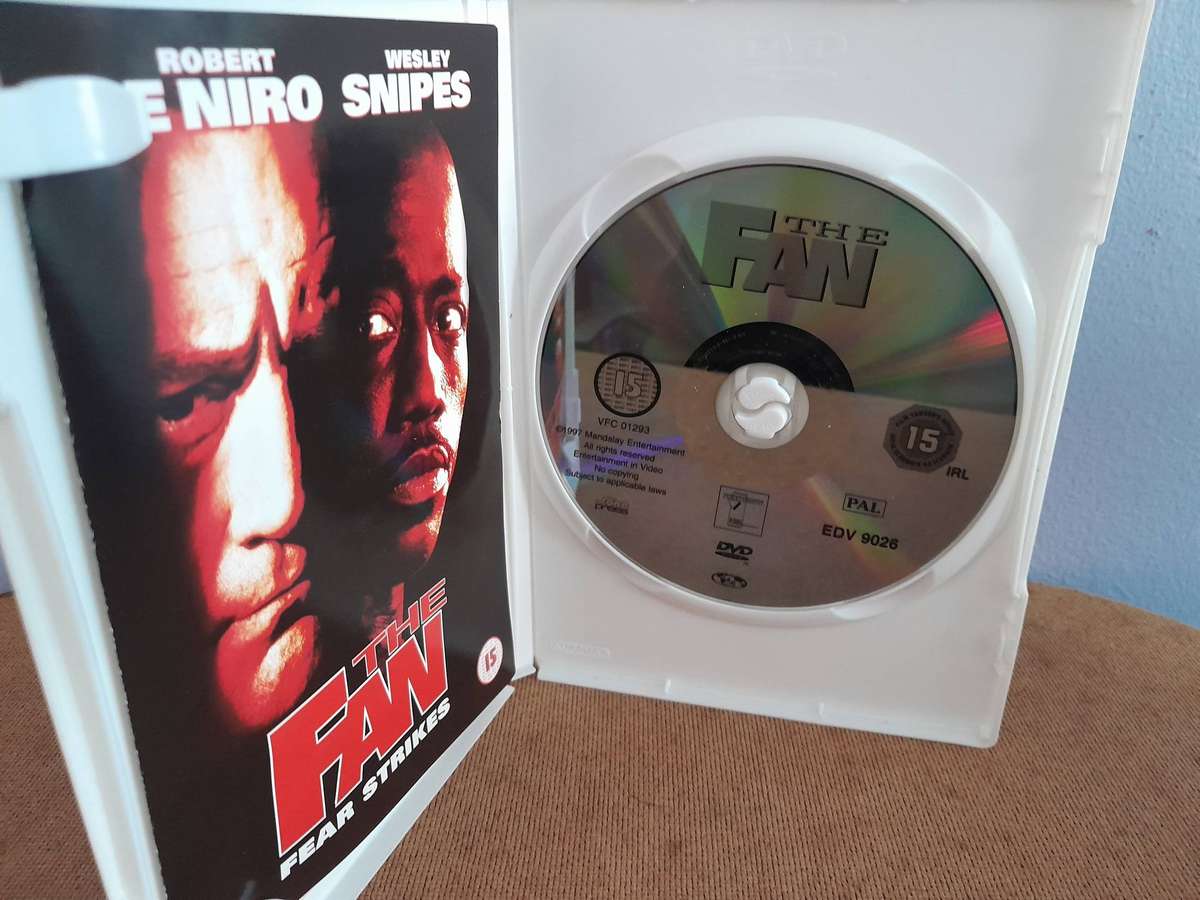 ROBERT
E NIRO
WESLEY
SNIPES
THE
FAN
FEAR STRIKES
15
THE
FAN
15
VFC 01293
©1997 Mandalay Entertainment
All rights reserved
Entertainment in Video
No copying
Subject to applicable laws
15
IRL
PAL
EDV 9026
DVD